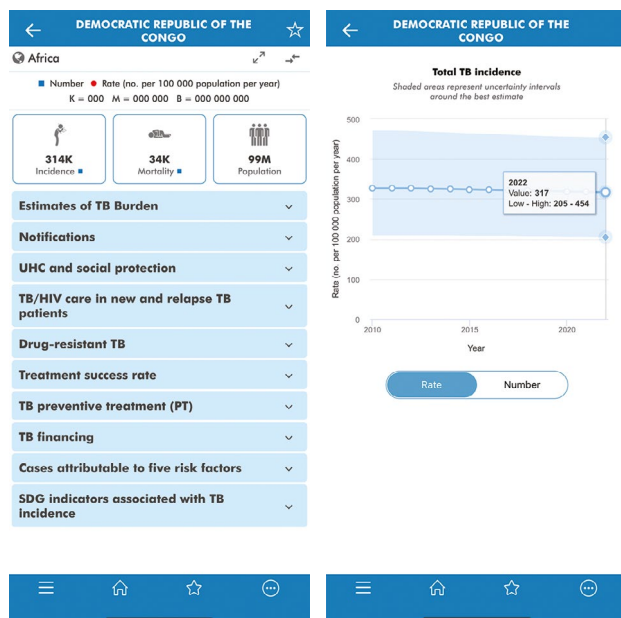 DEMOCRATIC REPUBLIC OF THE
CONGO
Africa
Number Rate (no. per 100 000 population per year)
K = 000 M = 000 000 B = 000 000 000
314K
Incidence
34K
Mortality
99M
Population
Estimates of TB Burden
Notifications
UHC and social protection
TB/HIV care in new and relapse TB
patients
Drug-resistant TB
Treatment success rate
TB preventive treatment (PT)
TB financing
Cases attributable to five risk factors
SDG indicators associated with TB
incidence
DEMOCRATIC REPUBLIC OF THE
CONGO
Total TB incidence
Shaded areas represent uncertainty intervals
around the best estimate
Rate (no. per 100 000 population per year)
500
400
300
200
100
0
2022
Value: 317
Low - High: 205 - 454
2010
2015
2020
Year
Rate
Number